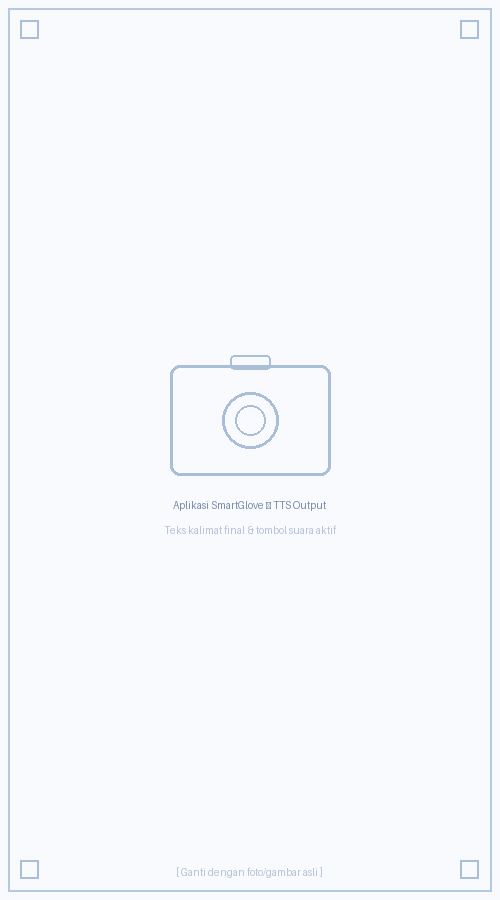 Aplikasi SmartGlove ▯ TTS Output
Teks kalimat final & tombol suara aktif
[ Ganti dengan foto/gambar asli ]